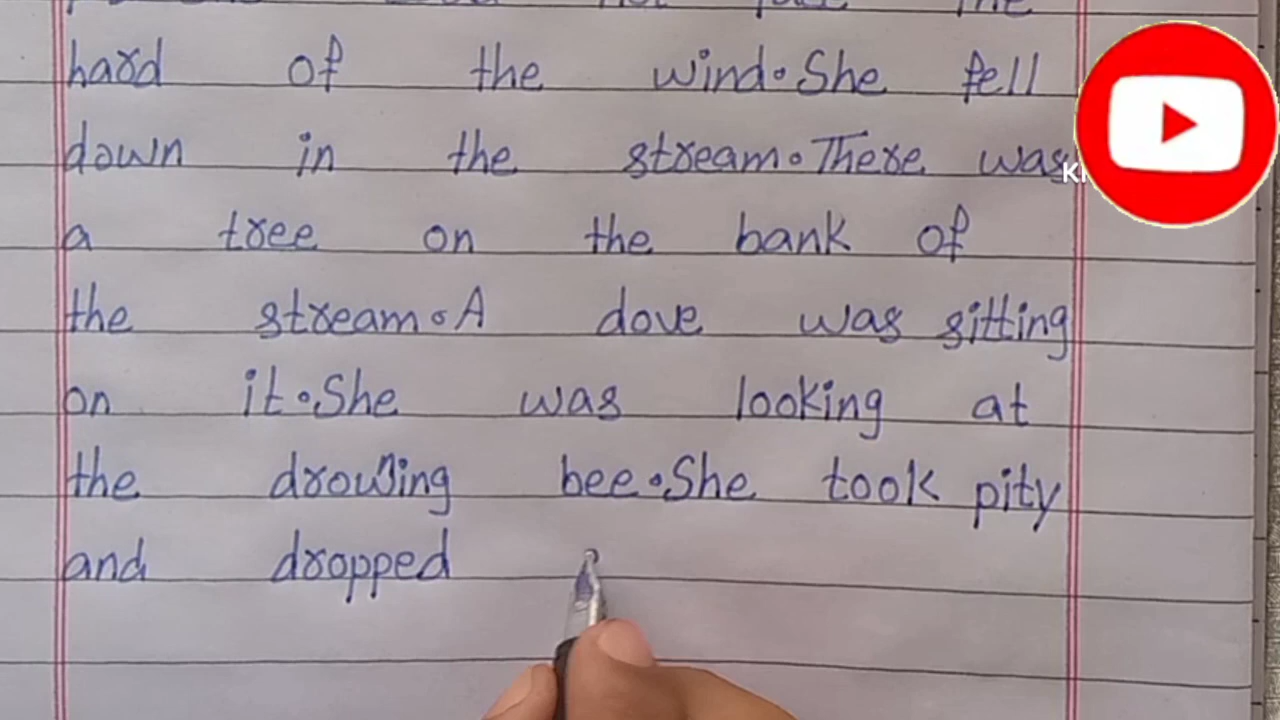 hard of the wind. She fell
down in the stream. There was
a tree on the bank of
the stream. A dove was sitting
on it. She was looking at
the drowing bee. She took pity
and dropped